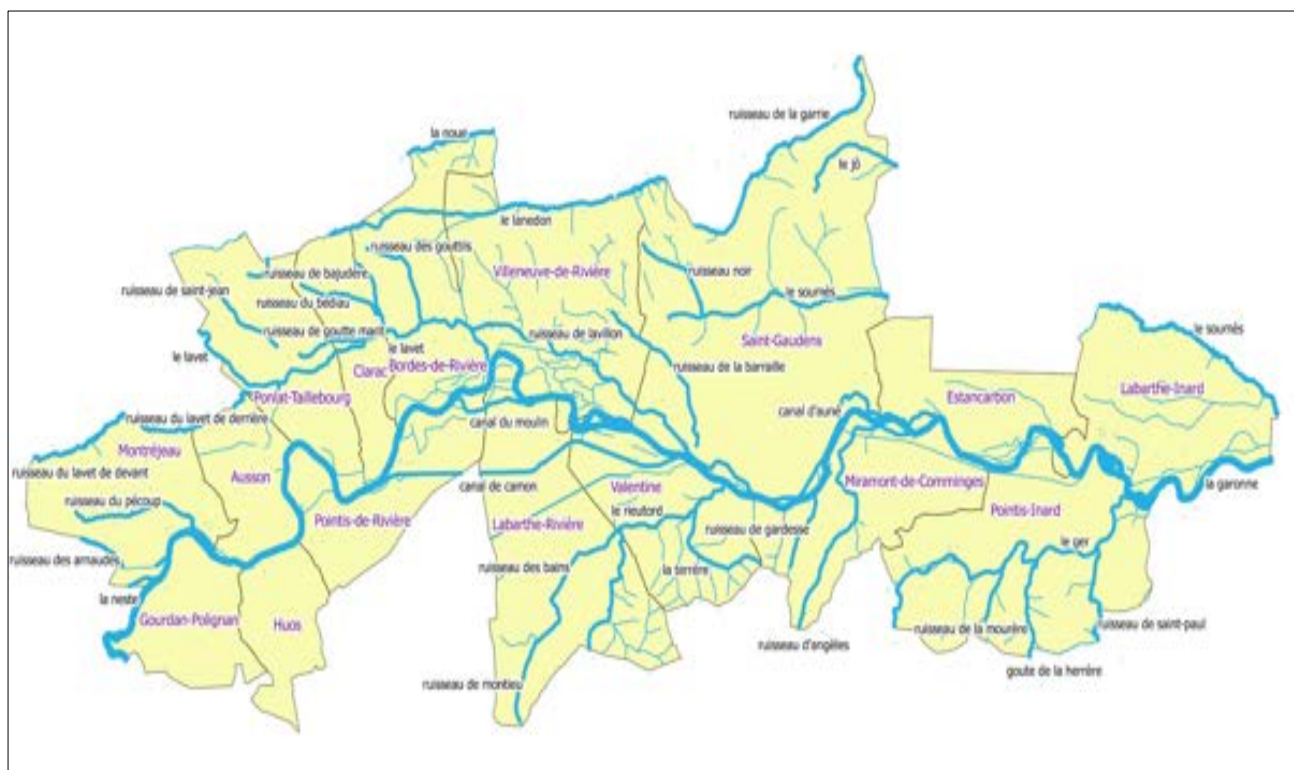 ruisseau de la garrie
la noue
le jô
le lanedon
ruisseau des gouttis
ruisseau de bajudère
Villeneuve-de-Rivière
ruisseau noir
ruisseau de saint-jean
ruisseau du bédiau
le sournès
le sournès
ruisseau de goutte mant
ruisseau de lavillon
Saint-Gaudens
le lavet
le lavet
Clarac
Bordes-de-Rivière
ruisseau de la barraille
Labarthe-Inard
Ponlat-Taillebourg
Estancarbon
ruisseau du lavet de derrière
canal du moulin
canal d'aune
Montréjeau
ruisseau du lavet de devant
Ausson
canal de camon
Valentine
Miramont-de-Comminges
la garonne
ruisseau du pécoup
Pointis-de-Rivière
Labarthe-Rivière
le rieutord
ruisseau de gardesse
Pointis-Inard
le ger
ruisseau des arnaudés
ruisseau des bains
la terrère
la neste
Gourdan-Polignan
Huos
ruisseau de la mourère
ruisseau de saint-paul
ruisseau d'angèles
goute de la herrère
ruisseau de montieu